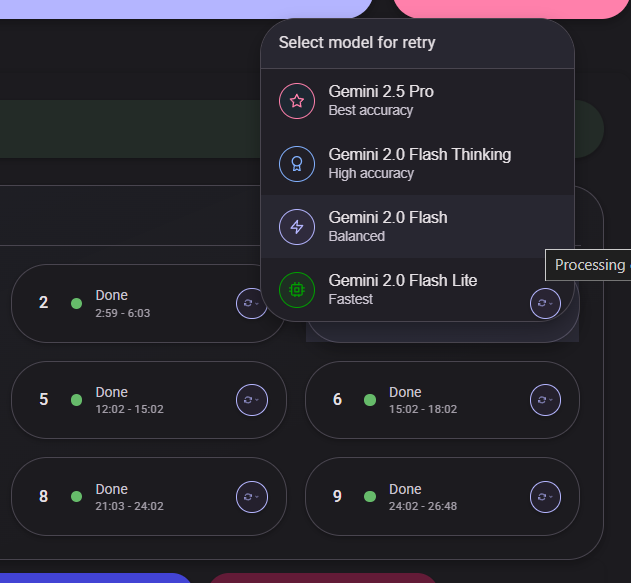 Select model for retry
Gemini 2.5 Pro
Best accuracy
Gemini 2.0 Flash Thinking
High accuracy
Gemini 2.0 Flash
Balanced
Processing
Gemini 2.0 Flash Lite
Fastest
2
Done
2:59 - 6:03
5
Done
12:02 - 15:02
6
Done
15:02 - 18:02
8
Done
21:03 - 24:02
9
Done
24:02 - 26:48